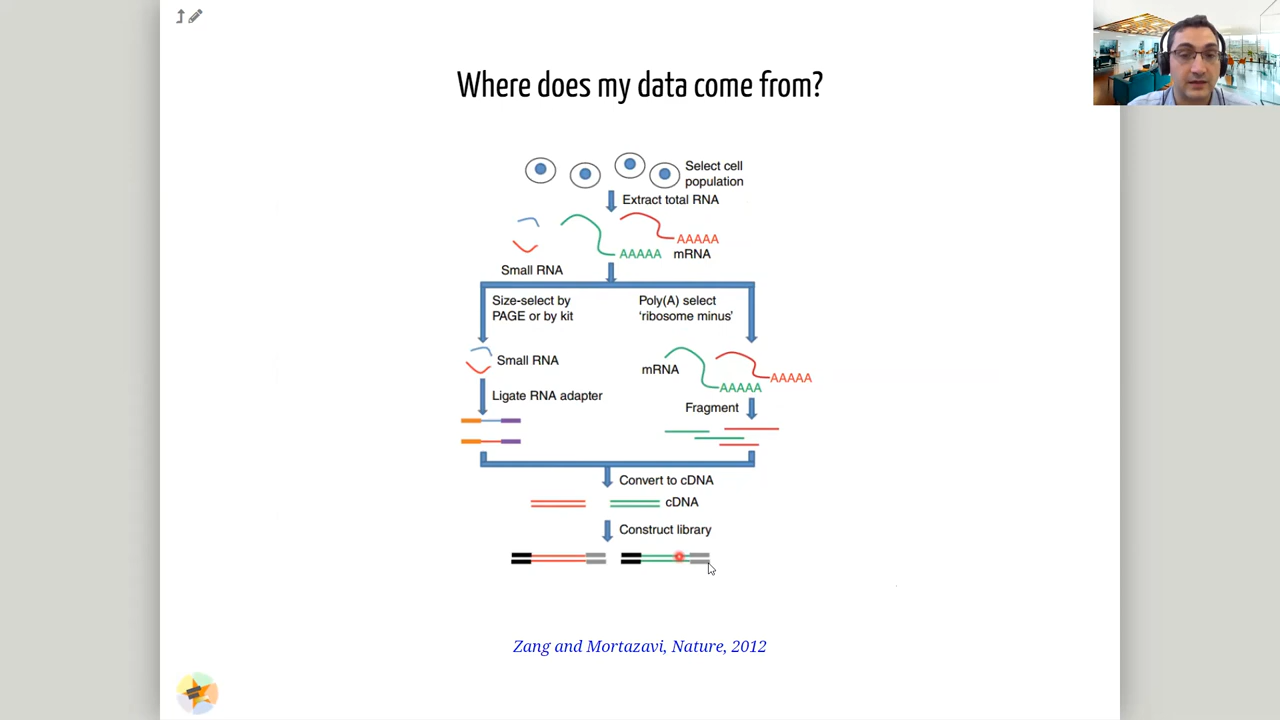 Where does my data come from?
Select cell
population
Extract total RNA
AAAAA
AAAAA
mRNA
Small RNA
Size-select by
PAGE or by kit
Poly(A) select
‘ribosome minus’
Small RNA
mRNA
AAAAA
AAAAA
Ligate RNA adapter
Fragment
Convert to cDNA
cDNA
Construct library
Zang and Mortazavi, Nature, 2012